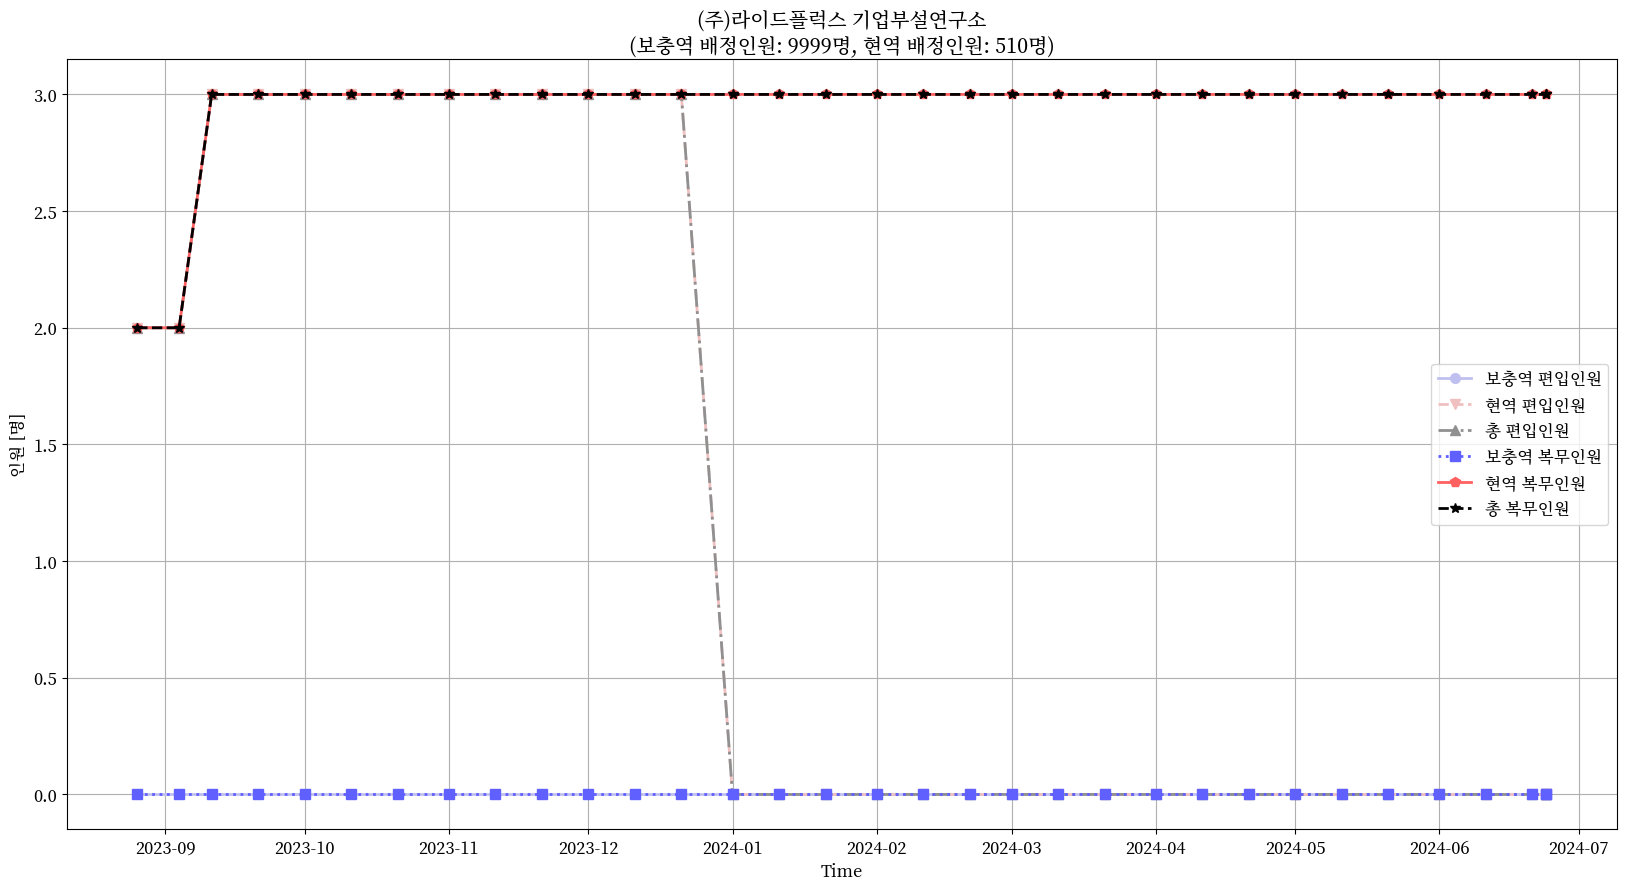 (주)라이드플럭스 기업부설연구소
(보충역 배정인원: 9999명, 현역 배정인원: 510명)
인원 [명]
3.0
2.5
2.0
1.5
1.0
0.5
0.0
보충역 편입인원
현역 편입인원
총 편입인원
보충역 복무인원
현역 복무인원
총 복무인원
2023-09
2023-10
2023-11
2023-12
2024-01
2024-02
2024-03
2024-04
2024-05
2024-06
2024-07
Time